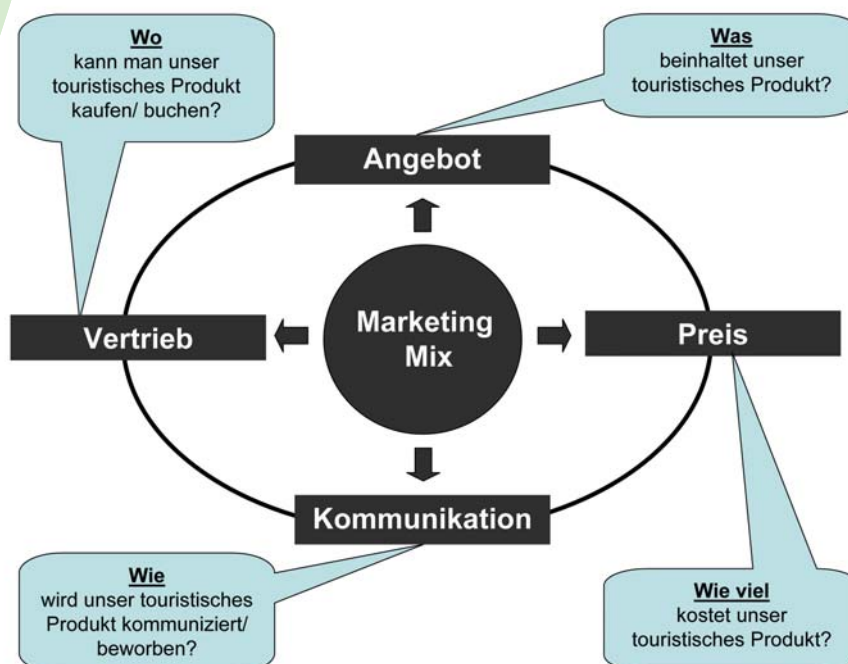 Wo
kann man unser
touristisches Produkt
kaufen/ buchen?
Was
beinhaltet unser
touristisches Produkt?
Angebot
Vertrieb
Marketing
Mix
Preis
Kommunikation
Wie
wird unser touristisches
Produkt kommuniziert/
beworben?
Wie viel
kostet unser
touristisches Produkt?